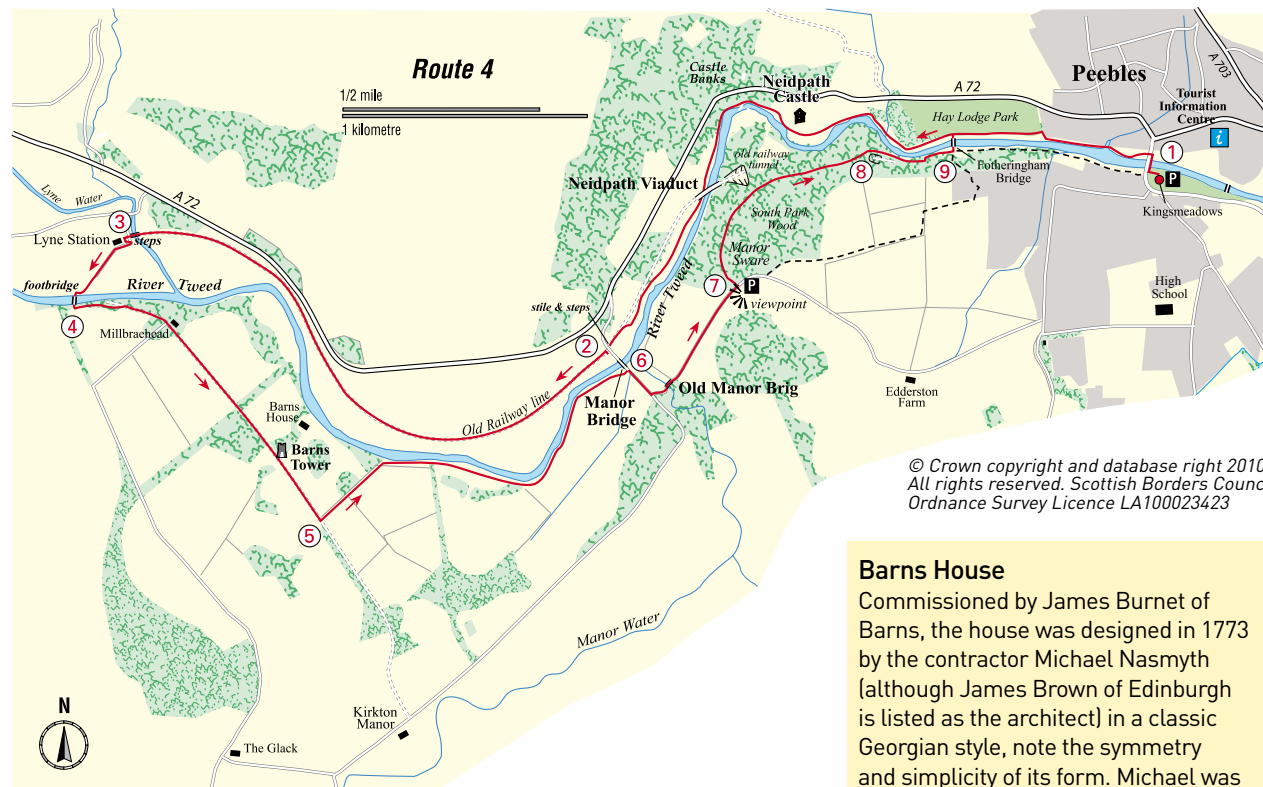 Route 4
1/2 mile
1 kilometre
Castle
Banks
Neidpath
Castle
A 72
Peebles
A 703
Tourist
Information
Centre
i
Hay Lodge Park
1
P
Kingsmeadows
Fotheringham
Bridge
9
8
old railway
tunnel
Neidpath Viaduct
South Park
Wood
Manor
Sware
7
P
viewpoint
High
School
Edderston
Farm
Lyne
Water
A 72
3
Lyne Station
steps
footbridge
River Tweed
4
Millbraehead
stile & steps
River Tweed
2
6
Old Manor Brig
Manor
Bridge
Old Railway line
Barns
House
Barns
Tower
5
Manor Water
Kirkton
Manor
The Glack
N
© Crown copyright and database right 2010
All rights reserved. Scottish Borders Counc
Ordnance Survey Licence LA100023423
Barns House
Commissioned by James Burnet of
Barns, the house was designed in 1773
by the contractor Michael Nasmyth
(although James Brown of Edinburgh
is listed as the architect) in a classic
Georgian style, note the symmetry
and simplicity of its form. Michael was